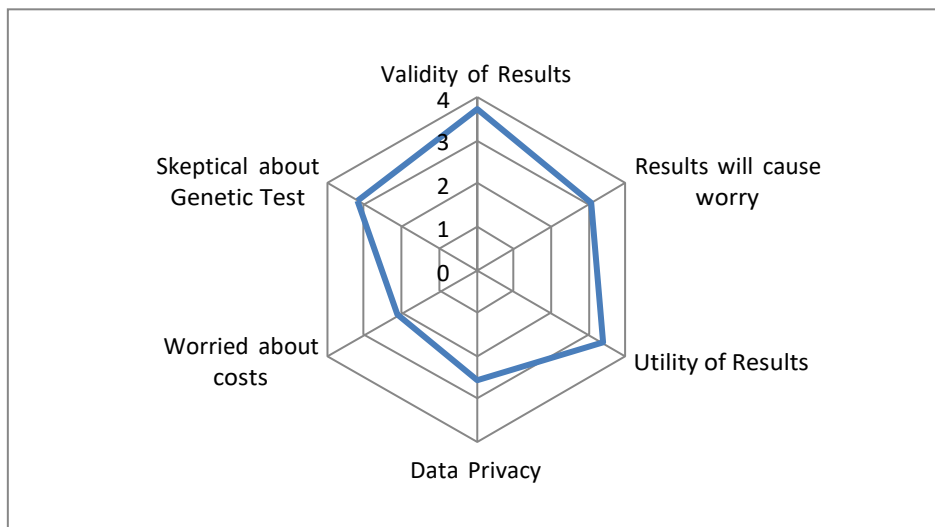 Validity of Results
4
3
2
1
0
Results will cause
worry
Utility of Results
Data Privacy
Worried about
costs
Skeptical about
Genetic Test